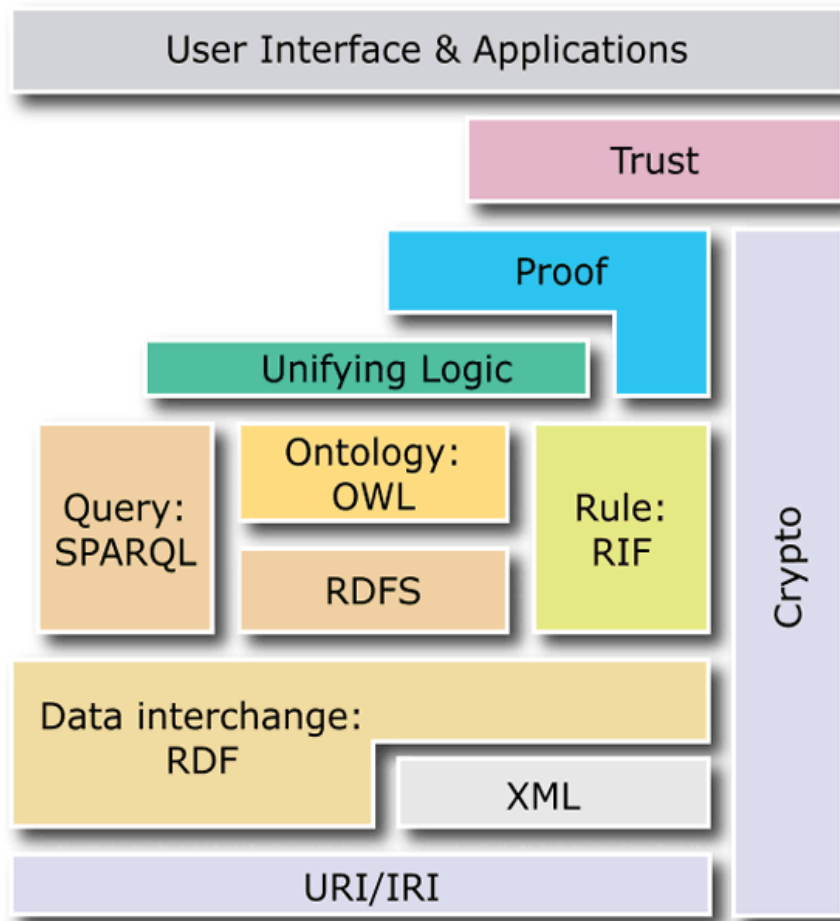 User Interface & Applications
Trust
Proof
Unifying Logic
Query:
SPARQL
Ontology:
OWL
RDFS
Rule:
RIF
Crypto
Data interchange:
RDF
XML
URI/IRI